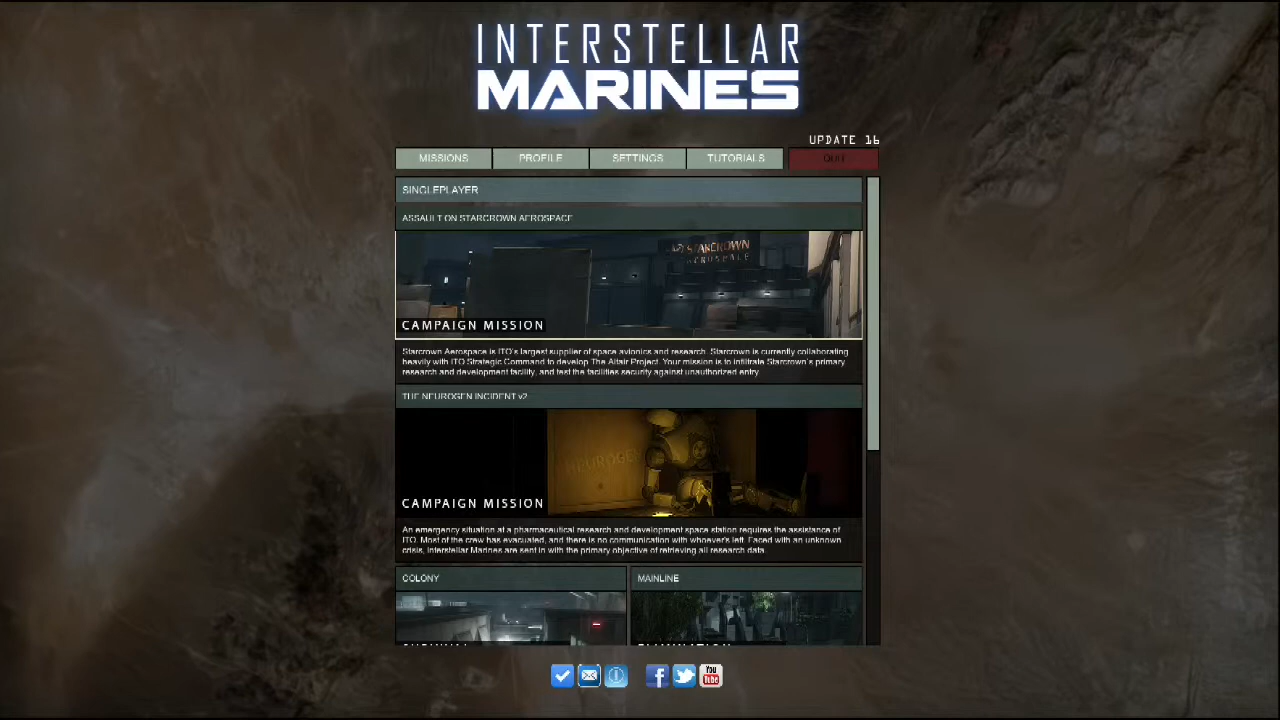 INTERSTELLAR
MARINES
UPDATE 16
MISSIONS
PROFILE
SETTINGS
TUTORIALS
QUIT
SINGLEPLAYER
ASSAULT ON STARCROWN AEROSPACE
STARCROWN
AEROSPACE
CAMPAIGN MISSION
Starcrown Aerospace is ITO's largest supplier of space avionics and research. Starcrown is currently collaborating
heavily with ITO Strategic Command to develop The Altair Project. Your mission is to infiltrate Starcrown's primary
research and development facility, and test the facilities security against unauthorized entry.
THE NEUROGEN INCIDENT v2
NEUROGEN
CAMPAIGN MISSION
An emergency situation at a pharmaceutical research and development space station requires the assistance of
ITO. Most of the crew has evacuated, and there is no communication with whoever's left. Faced with an unknown
crisis, Interstellar Marines are sent in with the primary objective of retrieving all research data.
COLONY
MAINLINE
You
Tube